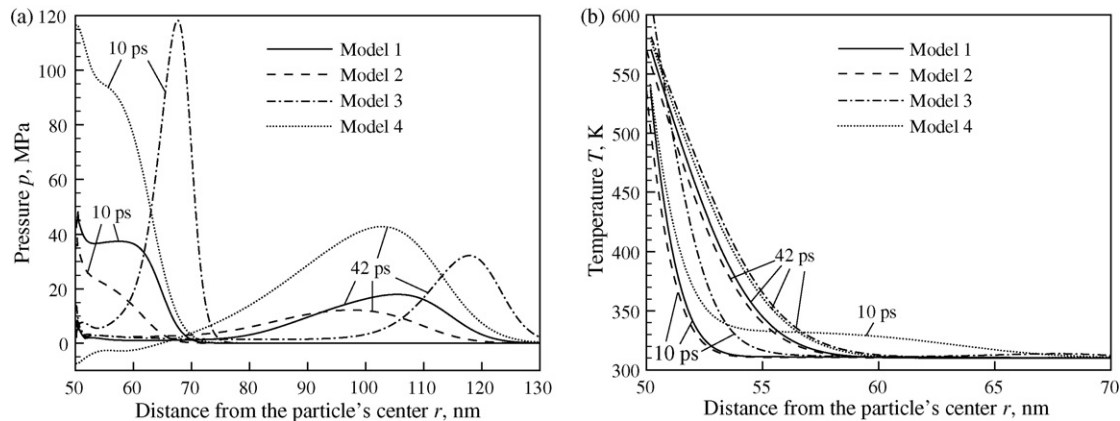 (a)
120
100
80
60
40
20
0
Pressure p, MPa
10 ps
10 ps
42 ps
Model 1
Model 2
Model 3
Model 4
50 60 70 80 90 100 110 120 130
Distance from the particle's center r, nm
(b)
600
550
500
450
400
350
300
Temperature T, K
Model 1
Model 2
Model 3
Model 4
42 ps
10 ps
10 ps
50 55 60 65 70
Distance from the particle's center r, nm